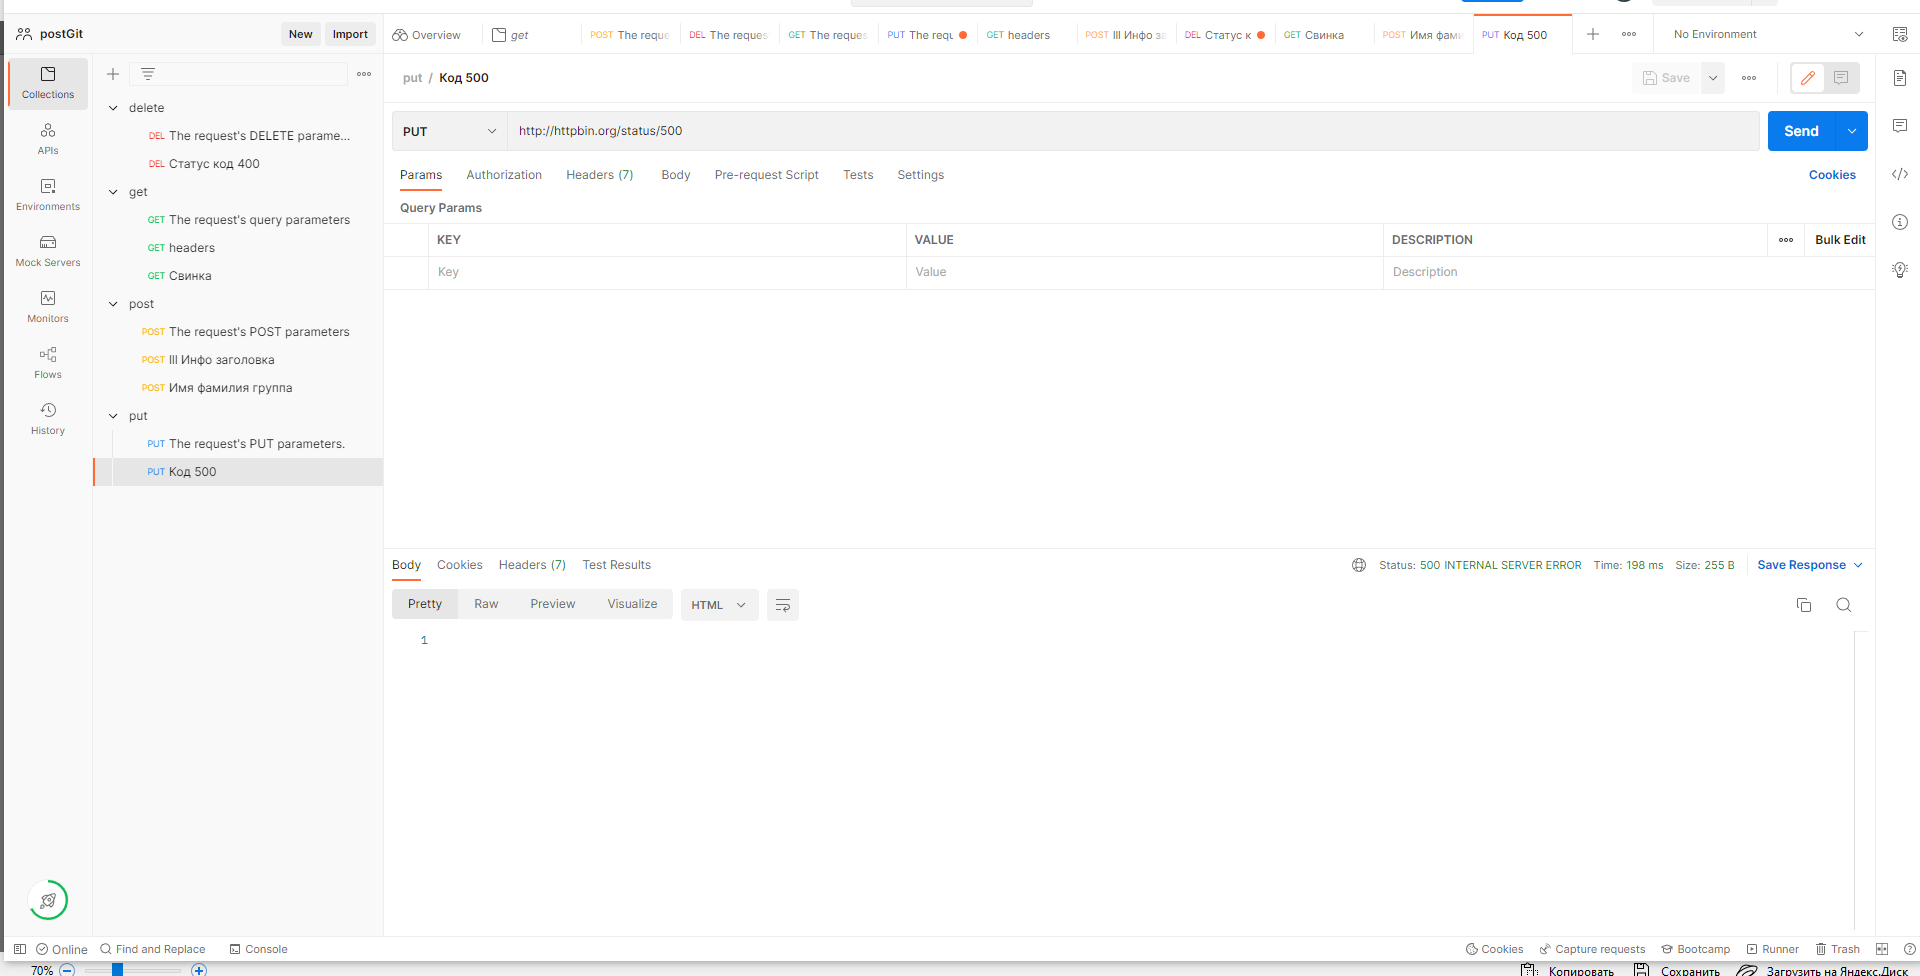 postGit
New
Import
Overview
get
POST The reque
DEL The reques
GET The reques
PUT The requ
GET headers
POST III Инфо за
DEL Статус к
GET Свинка
POST Имя фами
PUT Код 500
No Environment
Collections
APIs
Environments
Mock Servers
Monitors
Flows
History
delete
DEL The request's DELETE parame...
DEL Статус код 400
get
GET The request's query parameters
GET headers
GET Свинка
post
POST The request's POST parameters
POST III Инфо заголовка
POST Имя фамилия группа
put
PUT The request's PUT parameters.
PUT Код 500
put / Код 500
Save
PUT
http://httpbin.org/status/500
Send
Params
Authorization
Headers (7)
Body
Pre-request Script
Tests
Settings
Cookies
Query Params
KEY
VALUE
DESCRIPTION
Bulk Edit
Key
Value
Description
Body
Cookies
Headers (7)
Test Results
Status: 500 INTERNAL SERVER ERROR
Time: 198 ms
Size: 255 B
Save Response
Pretty
Raw
Preview
Visualize
HTML
1
Online
Find and Replace
Console
Cookies
Capture requests
Bootcamp
Runner
Trash
70%
Копировать
Сохранить
Загрузить на Яндекс.Диск